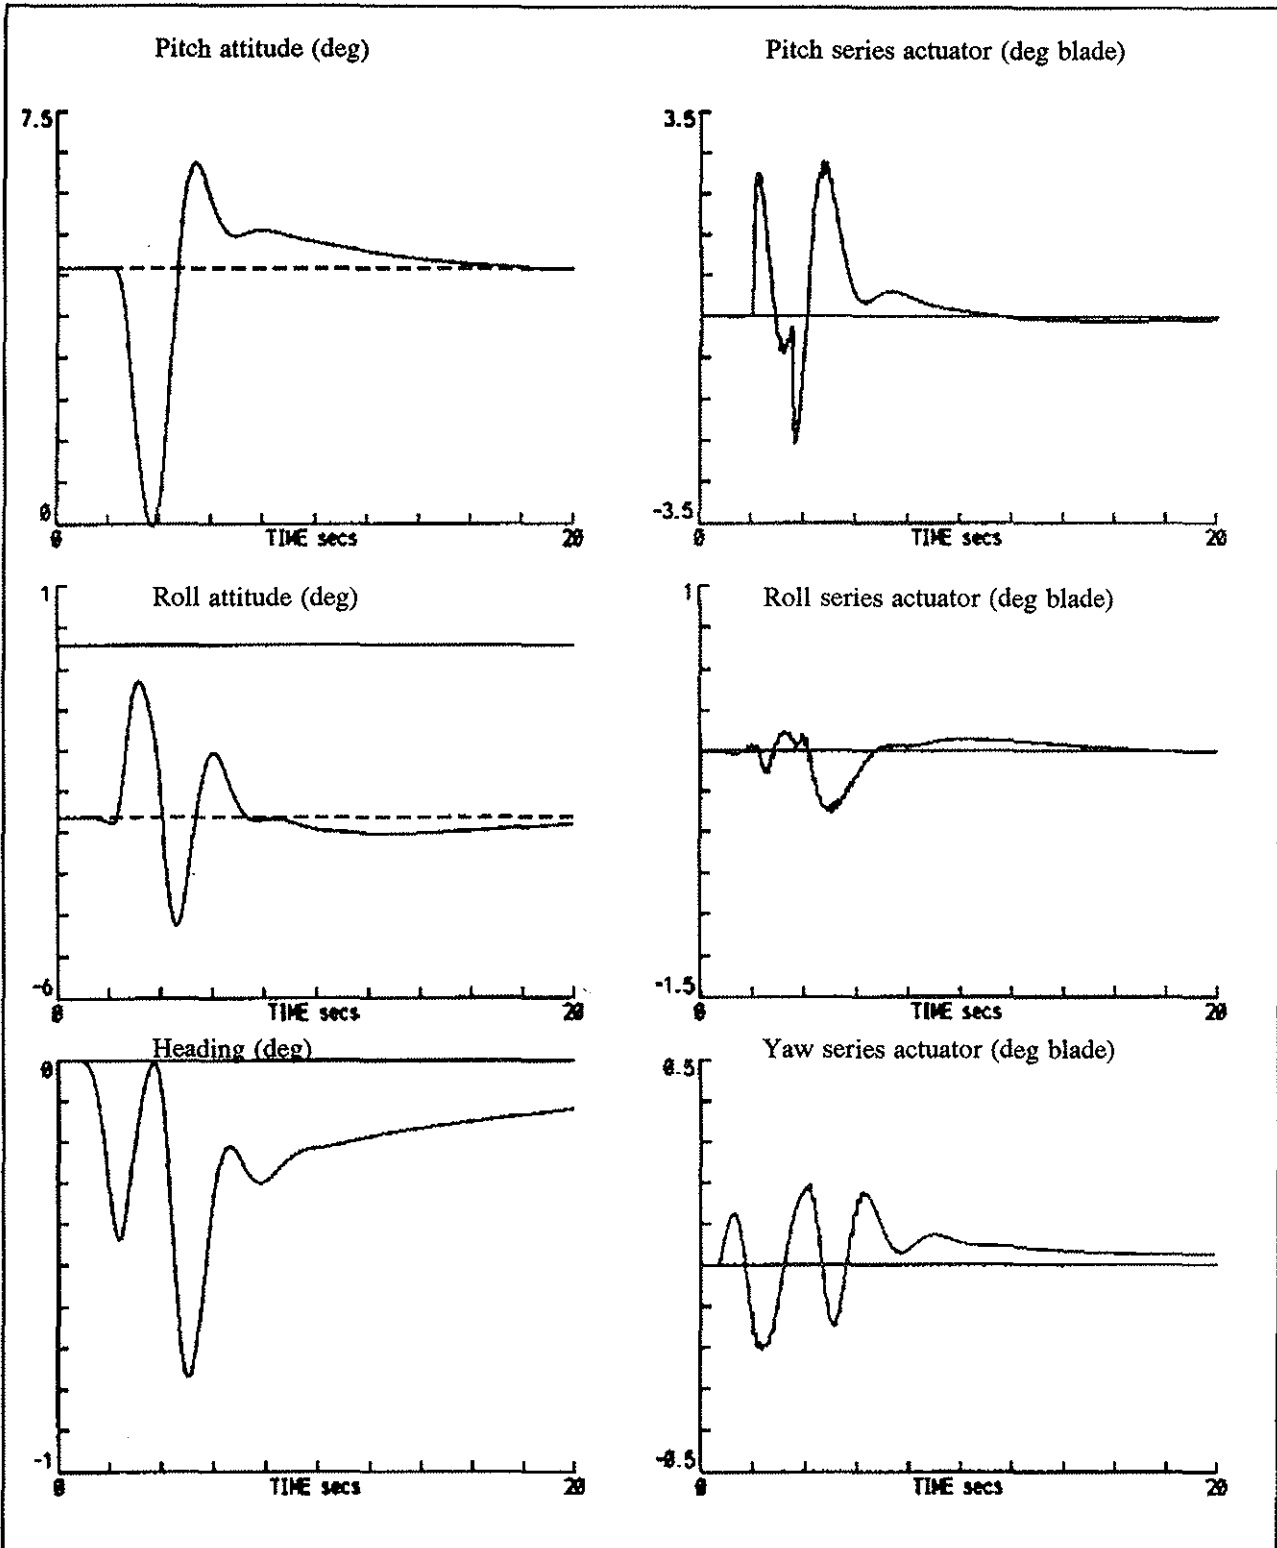 Pitch attitude (deg)
Pitch series actuator (deg blade)
7.5
3.5
0
-3.5
0
TIME secs
20
0
TIME secs
20
1
Roll attitude (deg)
1
Roll series actuator (deg blade)
-6
-1.5
0
TIME secs
20
0
TIME secs
20
Heading (deg)
Yaw series actuator (deg blade)
0
0.5
-1
-0.5
0
TIME secs
20
0
TIME secs
20